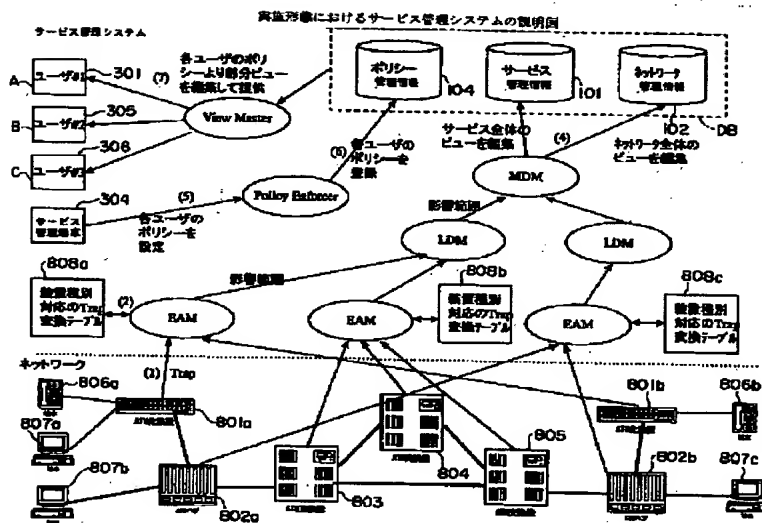 実施形態におけるサービス管理システムの説明図
サービス管理システム
A
ユーザ#1
301
(7)
各ユーザのポリ
シーより部分ビュー
を編集して提供
B
ユーザ#2
305
C
ユーザ#3
306
View Master
ポリシー
管理情報
104
サービス
管理情報
101
ネットワーク
管理情報
102
DB
(6)
各ユーザの
ポリシーを
登録
サービス全体の
ビューを編集
(4)
ネットワーク全体の
ビューを編集
MDM
304
サービス
管理端末
(5)
各ユーザの
ポリシーを
設定
Policy Enforcer
影響範囲
LDM
LDM
808a
装置種別
対応のTrap
変換テーブル
(2)
影響範囲
EAM
EAM
808b
装置種別
対応のTrap
変換テーブル
EAM
808c
装置種別
対応のTrap
変換テーブル
ネットワーク
(1) Trap
806a
801a
807a
807b
802a
803
804
805
801b
806b
802b
807c